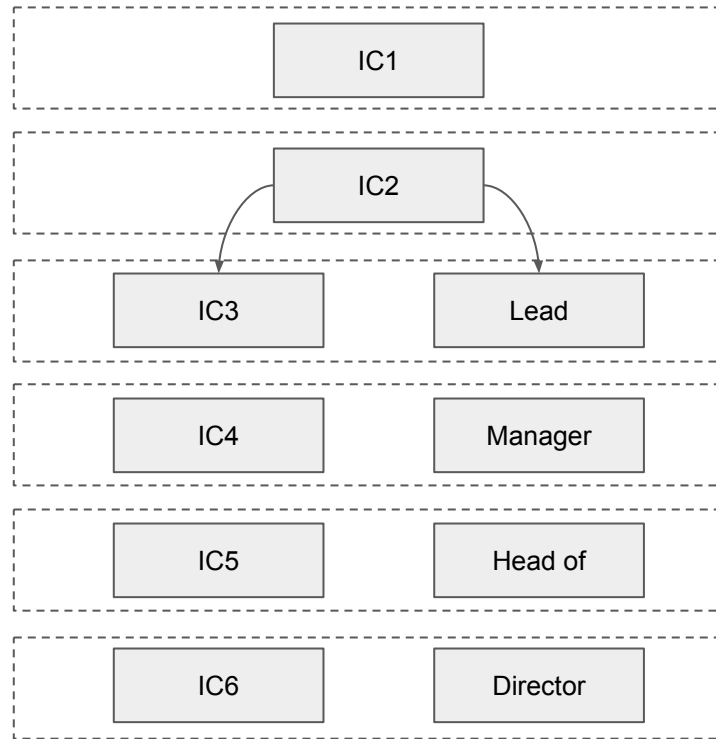 IC1
IC2
IC3
Lead
IC4
Manager
IC5
Head of
IC6
Director